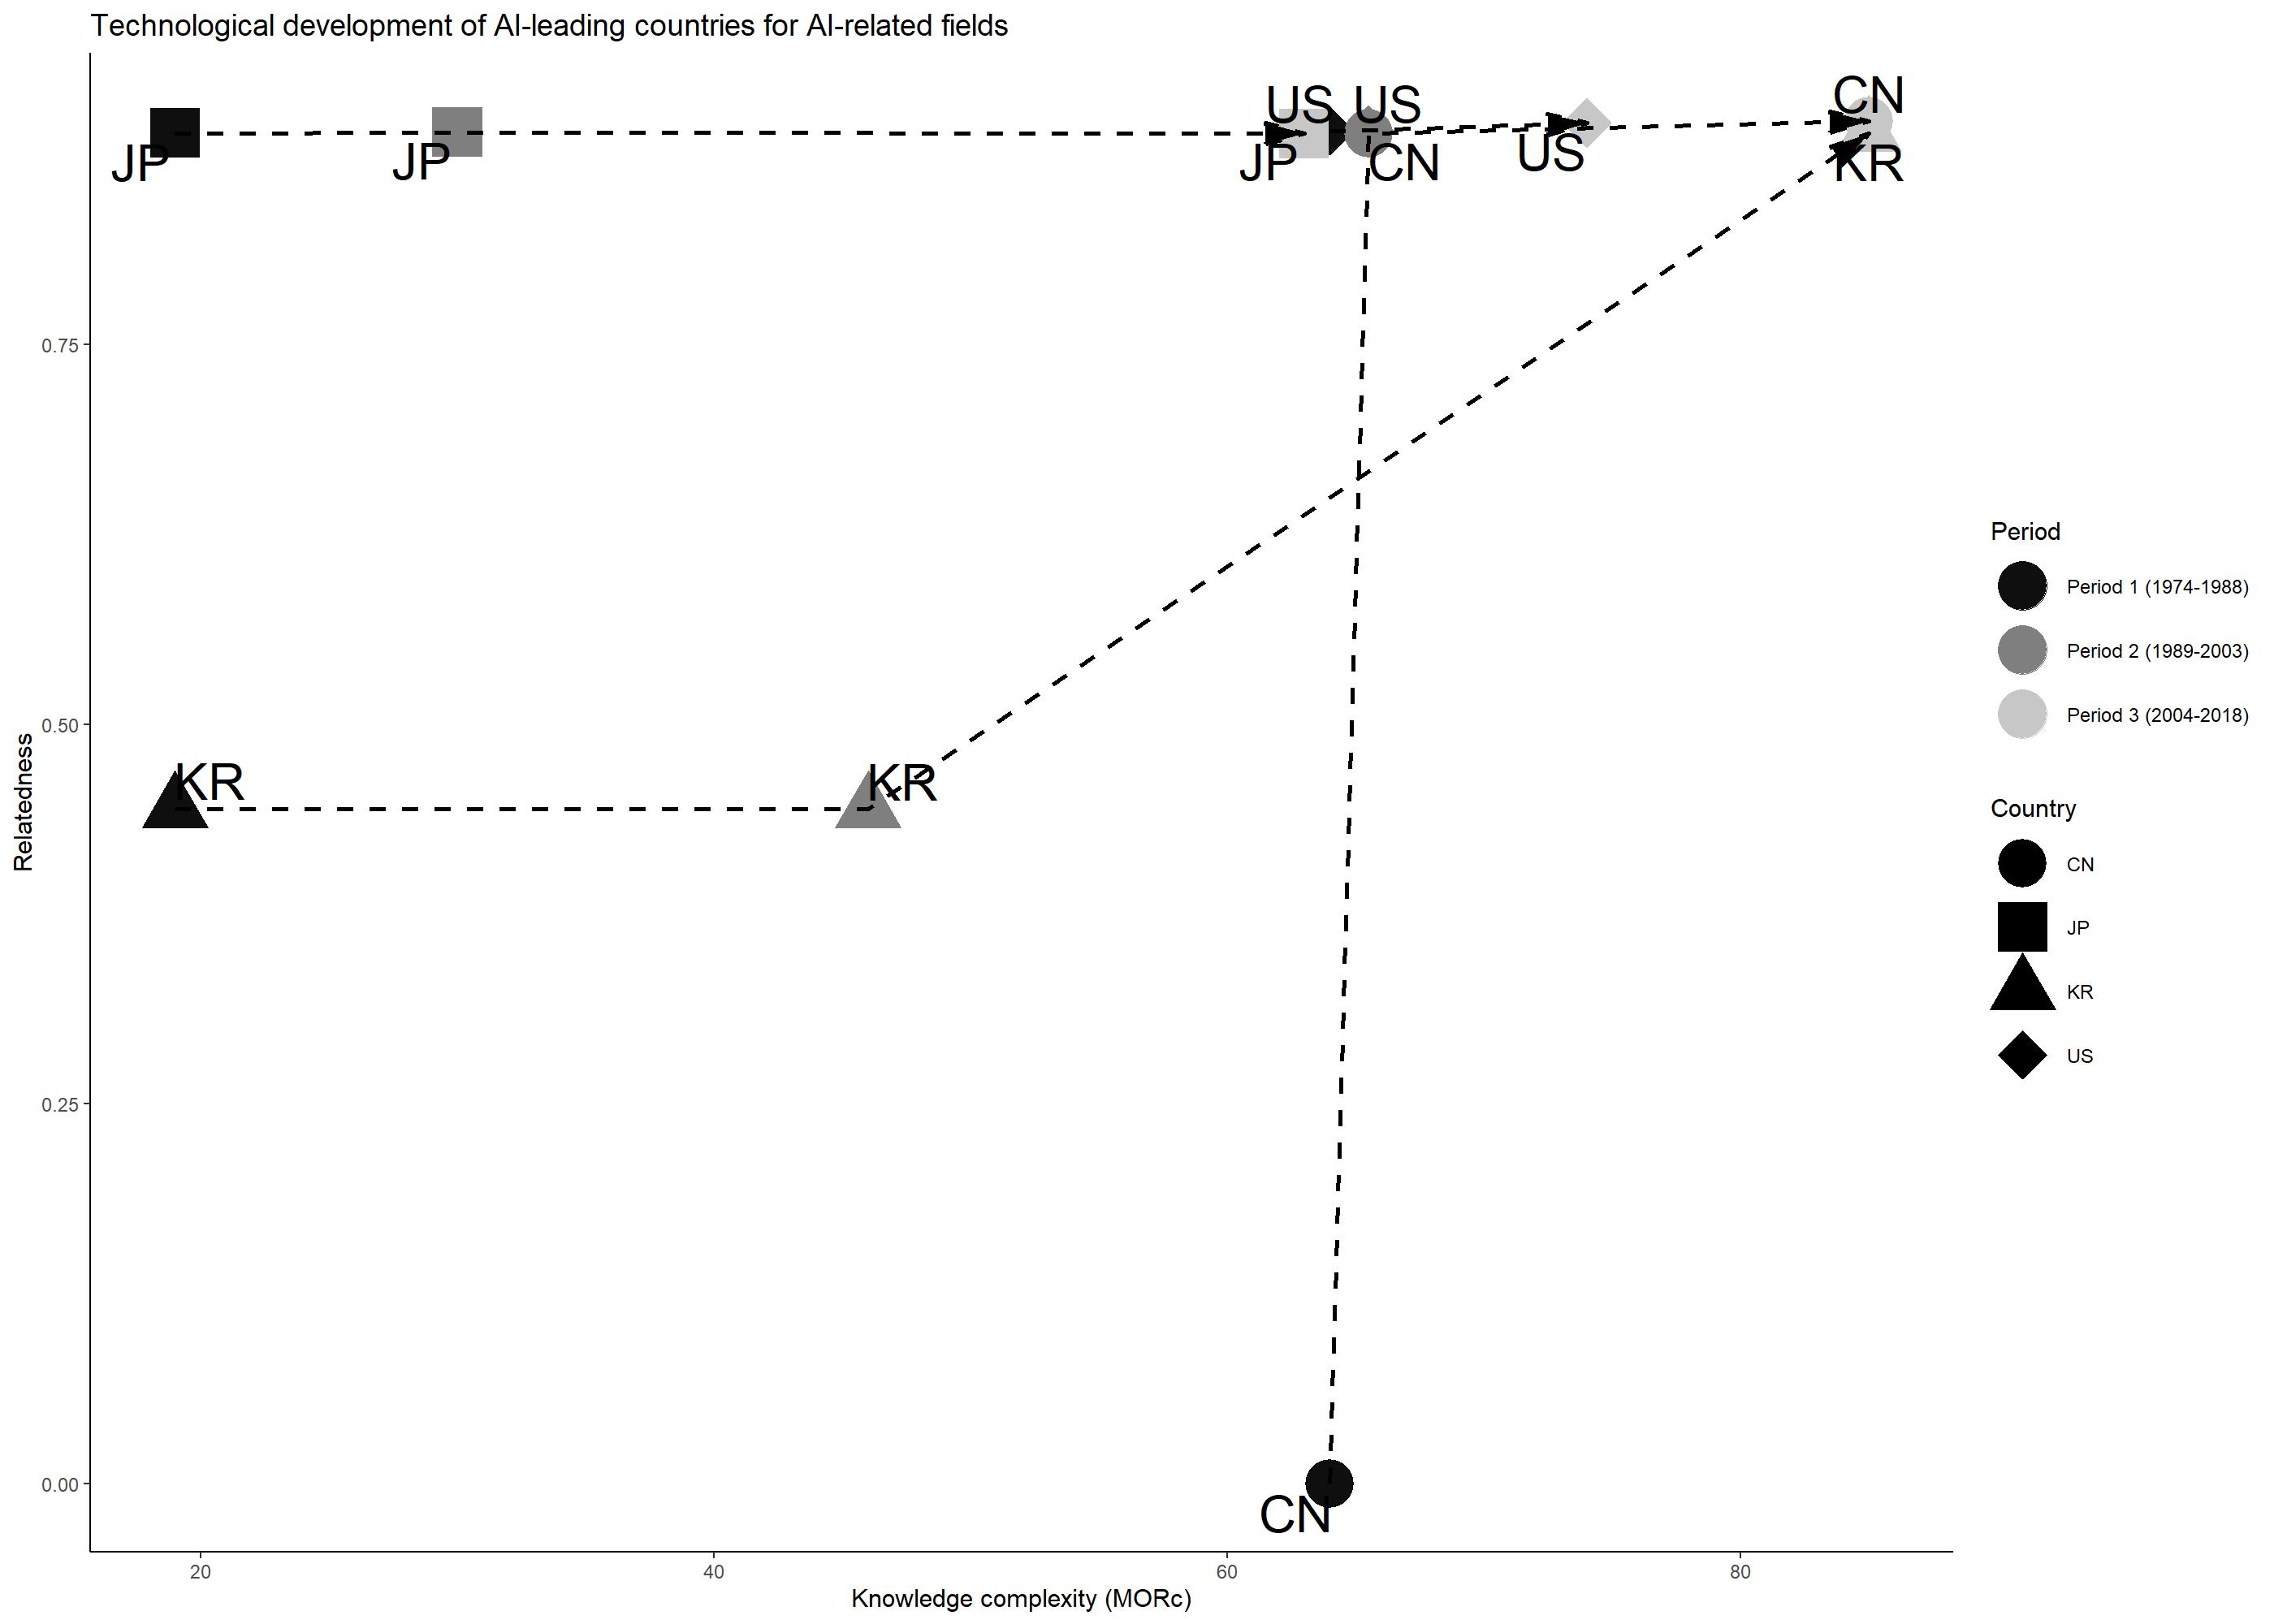 Technological development of AI-leading countries for AI-related fields
CN
US US
JP JP JP CN US KR
0.75
Period
Period 1 (1974-1988)
Period 2 (1989-2003)
Period 3 (2004-2018)
0.50
KR KR
Relatedness
Country
CN
JP
KR
US
0.25
0.00
CN
20 40 60 80
Knowledge complexity (MORc)